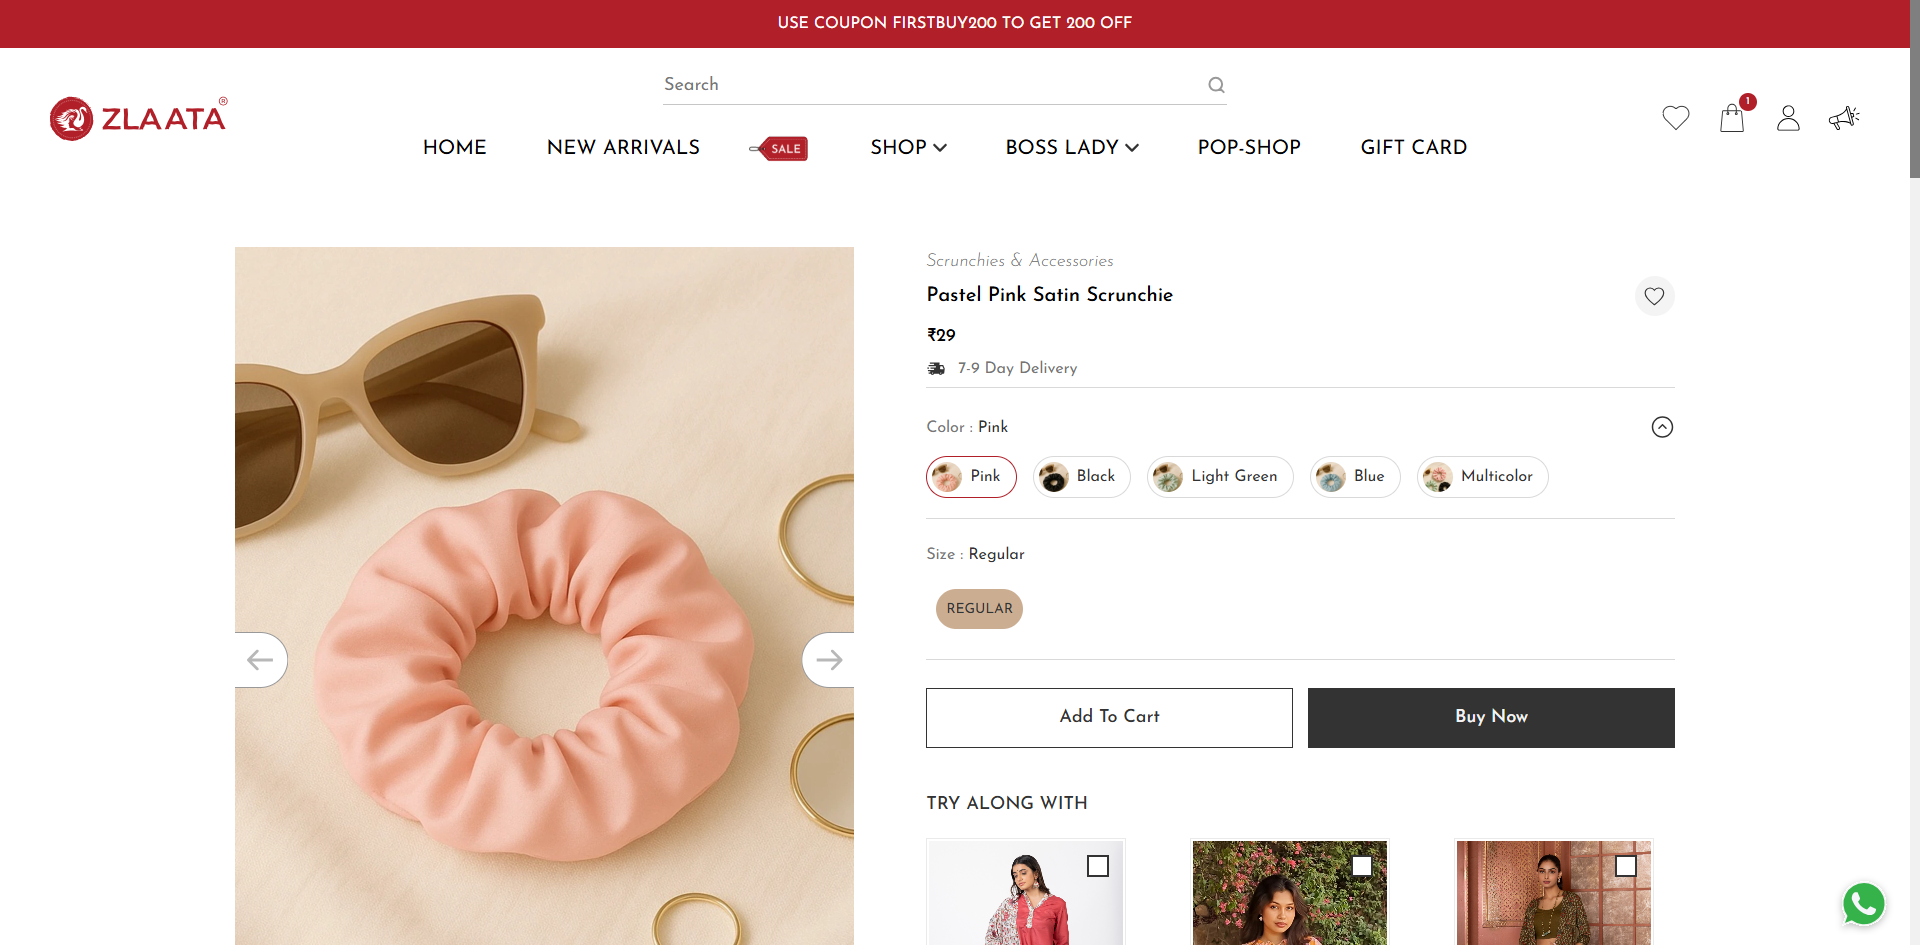 USE COUPON FIRSTBUY200 TO GET 200 OFF
Search
ZLAATA®
1
HOME
NEW ARRIVALS
SALE
SHOP
BOSS LADY
POP-SHOP
GIFT CARD
Scrunchies & Accessories
Pastel Pink Satin Scrunchie
₹29
7-9 Day Delivery
Color : Pink
Pink
Black
Light Green
Blue
Multicolor
Size : Regular
REGULAR
Add To Cart
Buy Now
TRY ALONG WITH